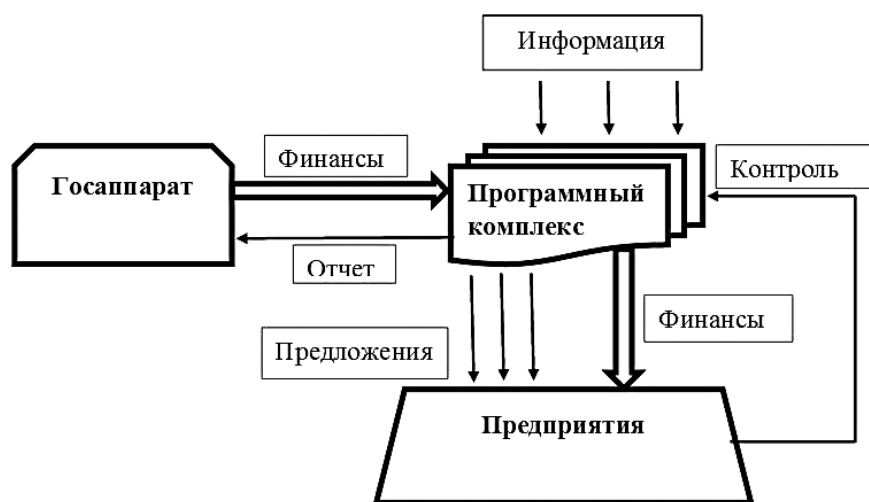 Информация
Финансы
Госаппарат
Контроль
Программный
комплекс
Отчет
Финансы
Предложения
Предприятия